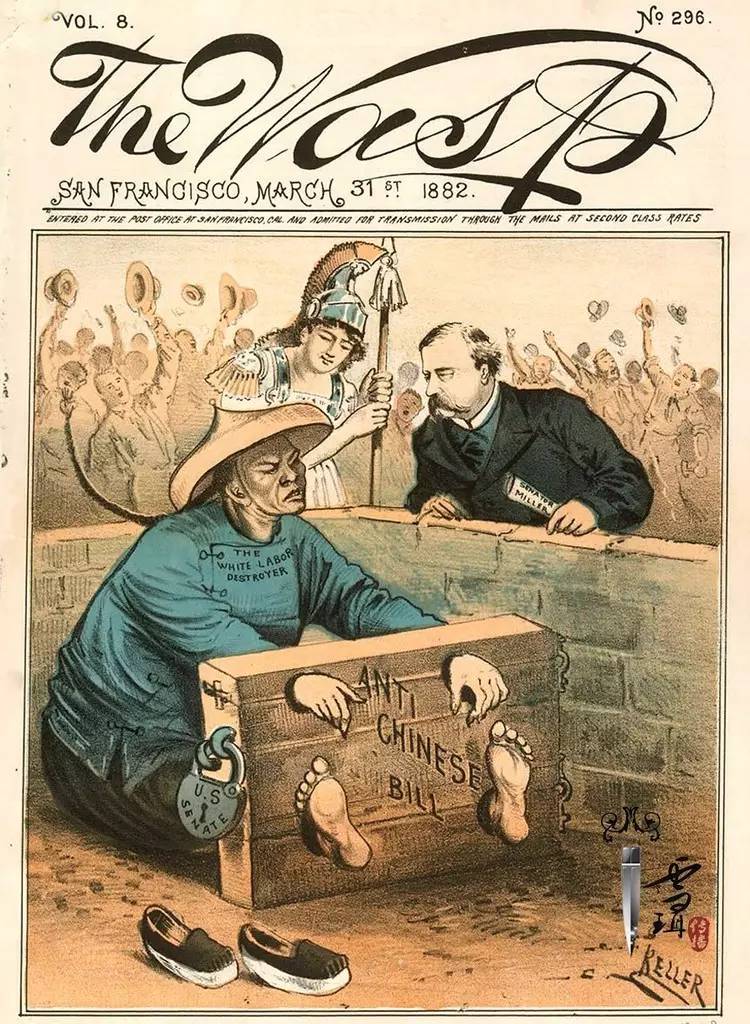 VOL. 8.
Nº 296.
The Wasp
SAN FRANCISCO, MARCH 31ST 1882.
ENTERED AT THE POST OFFICE AT SAN FRANCISCO, CAL. AND ADMITTED FOR TRANSMISSION THROUGH THE MAILS AT SECOND CLASS RATES
SENATOR
MILLER
THE
WHITE LABOR
DESTROYER
ANTI
CHINESE
BILL
U S
SENATE
M
KELLER